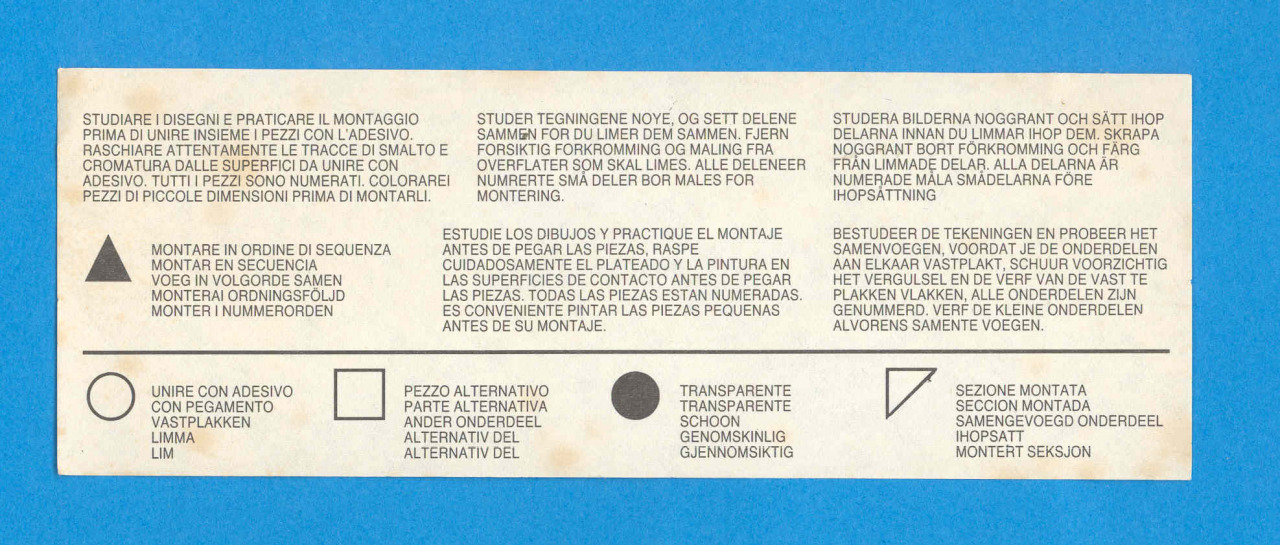 STUDIARE I DISEGNI E PRATICARE IL MONTAGGIO
PRIMA DI UNIRE INSIEME I PEZZI CON L'ADESIVO.
RASCHIARE ATTENTAMENTE LE TRACCE DI SMALTO E
CROMATURA DALLE SUPERFICI DA UNIRE CON
ADESIVO. TUTTI I PEZZI SONO NUMERATI. COLORAREI
PEZZI DI PICCOLE DIMENSIONI PRIMA DI MONTARLI.
STUDER TEGNINGENE NOYE, OG SETT DELENE
SAMMEN FOR DU LIMER DEM SAMMEN. FJERN
FORSIKTIG FORKROMMING OG MALING FRA
OVERFLATER SOM SKAL LIMES. ALLE DELENEER
NUMRERTE SMÅ DELER BOR MALES FOR
MONTERING.
STUDERA BILDERNA NOGGRANT OCH SÄTT IHOP
DELARNA INNAN DU LIMMAR IHOP DEM. SKRAPA
NOGGRANT BORT FÖRKROMMING OCH FÄRG
FRÅN LIMMADE DELAR. ALLA DELARNA ÄR
NUMERADE MÅLA SMÅDELARNA FÖRE
IHOPSÅTTNING
MONTARE IN ORDINE DI SEQUENZA
MONTAR EN SECUENCIA
VOEG IN VOLGORDE SAMEN
MONTERAI ORDNINGSFÖLJD
MONTER I NUMMERORDEN
ESTUDIE LOS DIBUJOS Y PRACTIQUE EL MONTAJE
ANTES DE PEGAR LAS PIEZAS, RASPE
CUIDADOSAMENTE EL PLATEADO Y LA PINTURA EN
LAS SUPERFICIES DE CONTACTO ANTES DE PEGAR
LAS PIEZAS. TODAS LAS PIEZAS ESTAN NUMERADAS.
ES CONVENIENTE PINTAR LAS PIEZAS PEQUENAS
ANTES DE SU MONTAJE.
BESTUDEER DE TEKENINGEN EN PROBEER HET
SAMENVOEGEN, VOORDAT JE DE ONDERDELEN
AAN ELKAAR VASTPLAKT, SCHUUR VOORZICHTIG
HET VERGULSEL EN DE VERF VAN DE VAST TE
PLAKKEN VLAKKEN, ALLE ONDERDELEN ZIJN
GENUMMERD. VERF DE KLEINE ONDERDELEN
ALVORENS SAMENTE VOEGEN.
UNIRE CON ADESIVO
CON PEGAMENTO
VASTPLAKKEN
LIMMA
LIM
PEZZO ALTERNATIVO
PARTE ALTERNATIVA
ANDER ONDERDEEL
ALTERNATIV DEL
ALTERNATIV DEL
TRANSPARENTE
TRANSPARENTE
SCHOON
GENOMSKINLIG
GJENNOMSIKTIG
SEZIONE MONTATA
SECCION MONTADA
SAMENGEVOEGD ONDERDEEL
IHOPSATT
MONTERT SEKSJON